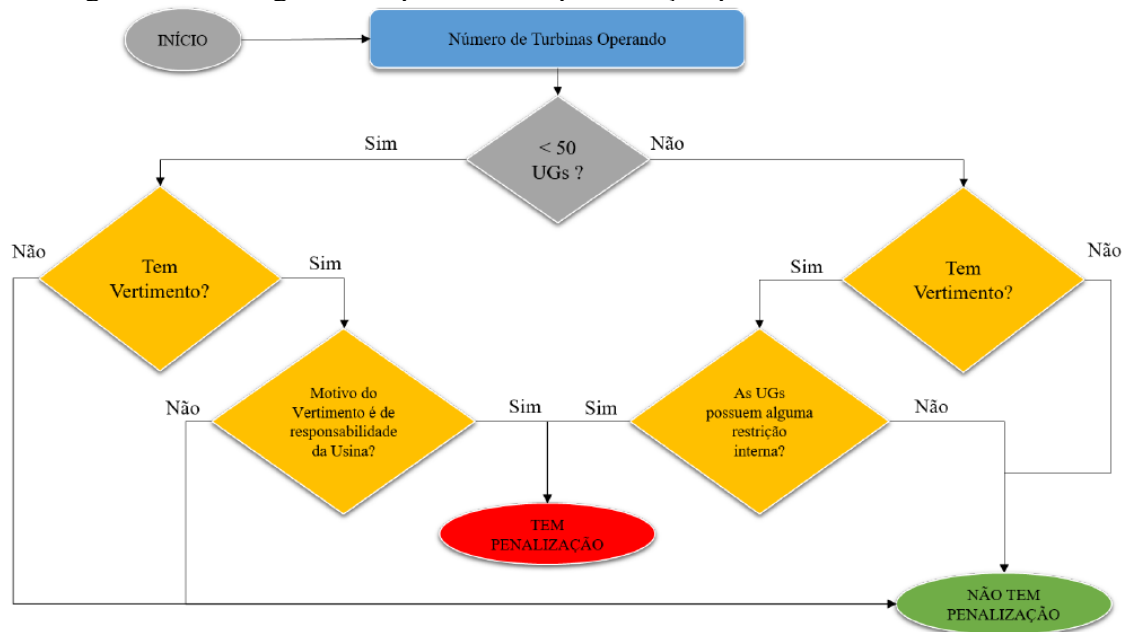 INÍCIO
Número de Turbinas Operando
< 50
UGs ?
Sim
Não
Tem
Vertimento?
Não
Sim
Tem
Vertimento?
Sim
Não
Motivo do
Vertimento é de
responsabilidade
da Usina?
Não
Sim
As UGs
possuem alguma
restrição
interna?
Sim
Não
TEM
PENALIZAÇÃO
NÃO TEM
PENALIZAÇÃO